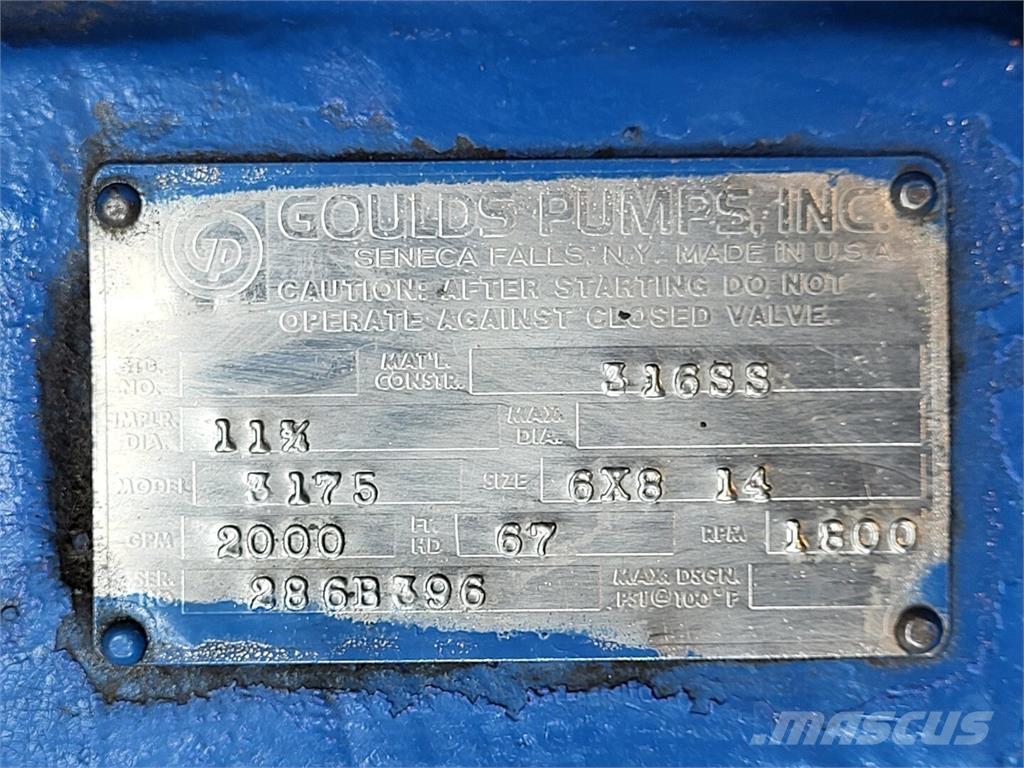 GP GOULDS PUMPS, INC.
SENECA FALLS, N.Y. MADE IN U.S.A
CAUTION: AFTER STARTING DO NOT
OPERATE AGAINST CLOSED VALVE.
STG. NO. MAT'L. CONSTR. 316SS
IMPLR. DIA. MAX. DIA.
MODEL 3175 SIZE 6X8 14
GPM 2000 FT. HD 67 RPM 1800
SER. NO 286B396 MAX. DSGN. PSI@100°F
MASCUS